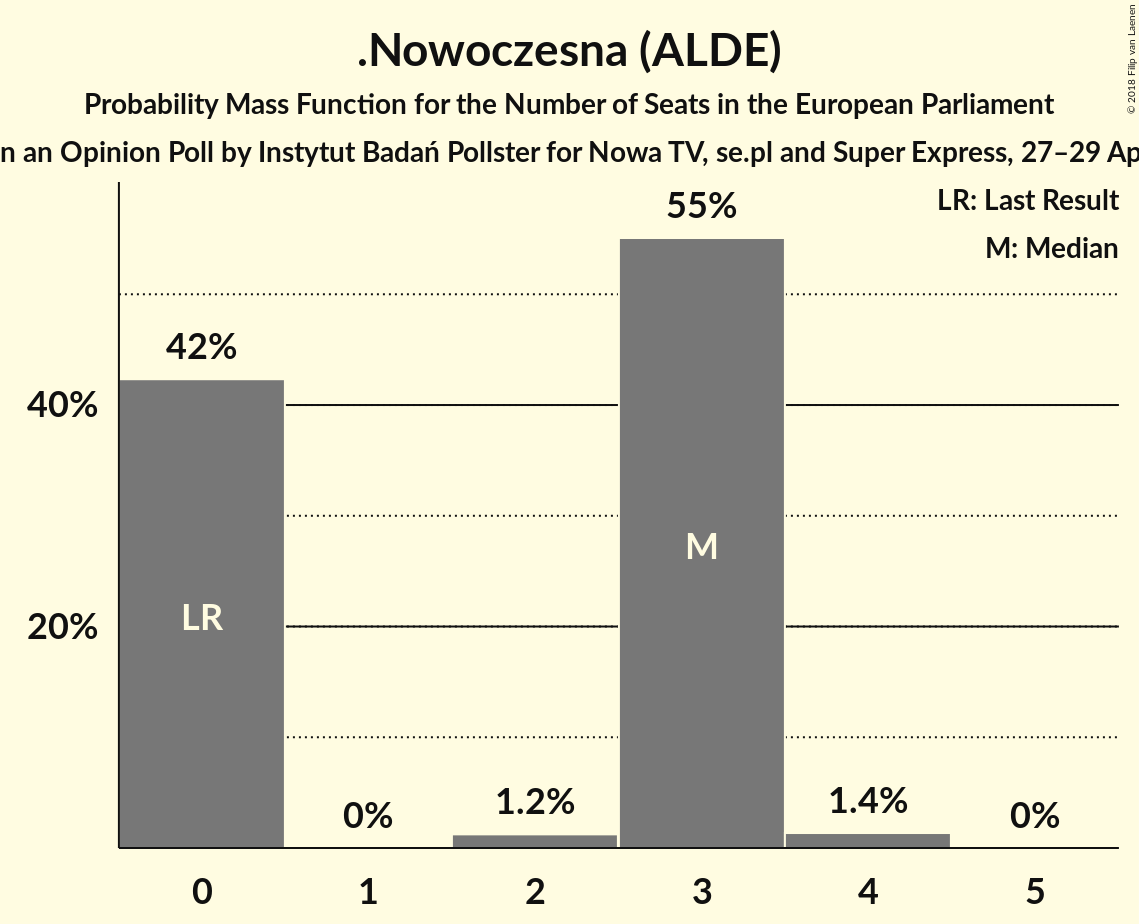 .Nowoczesna (ALDE)
Probability Mass Function for the Number of Seats in the European Parliament
n an Opinion Poll by Instytut Badań Pollster for Nowa TV, se.pl and Super Express, 27–29 Ap
© 2018 Filip van Laenen
LR: Last Result
M: Median
55%
42%
40%
M
LR
20%
0%
1.2%
1.4%
0%
0 1 2 3 4 5